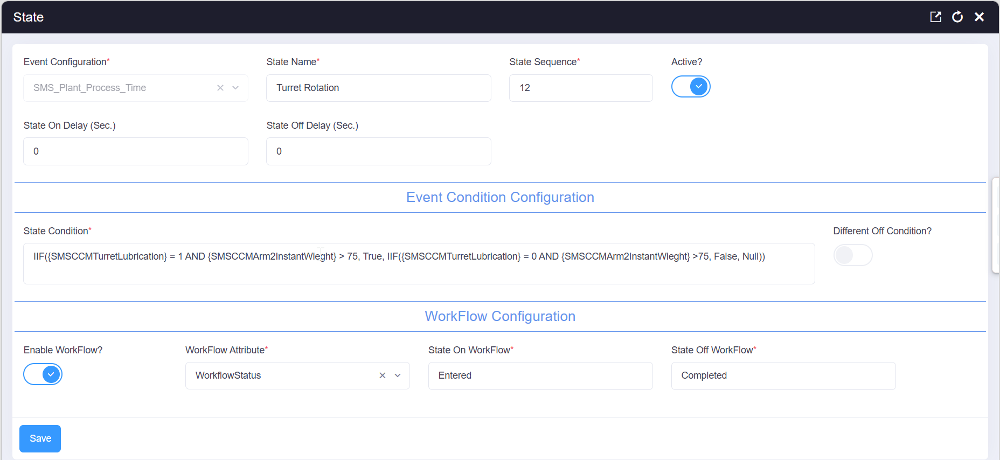 State
Event Configuration* State Name* State Sequence* Active?
SMS_Plant_Process_Time Turret Rotation 12
State On Delay (Sec.) State Off Delay (Sec.)
0 0
Event Condition Configuration
State Condition* Different Off Condition?
IIF({SMSCCMTurretLubrication} = 1 AND {SMSCCMArm2InstantWieght} > 75, True, IIF({SMSCCMTurretLubrication} = 0 AND {SMSCCMArm2InstantWieght} >75, False, Null))
WorkFlow Configuration
Enable WorkFlow? WorkFlow Attribute* State On WorkFlow* State Off WorkFlow*
WorkflowStatus Entered Completed
Save